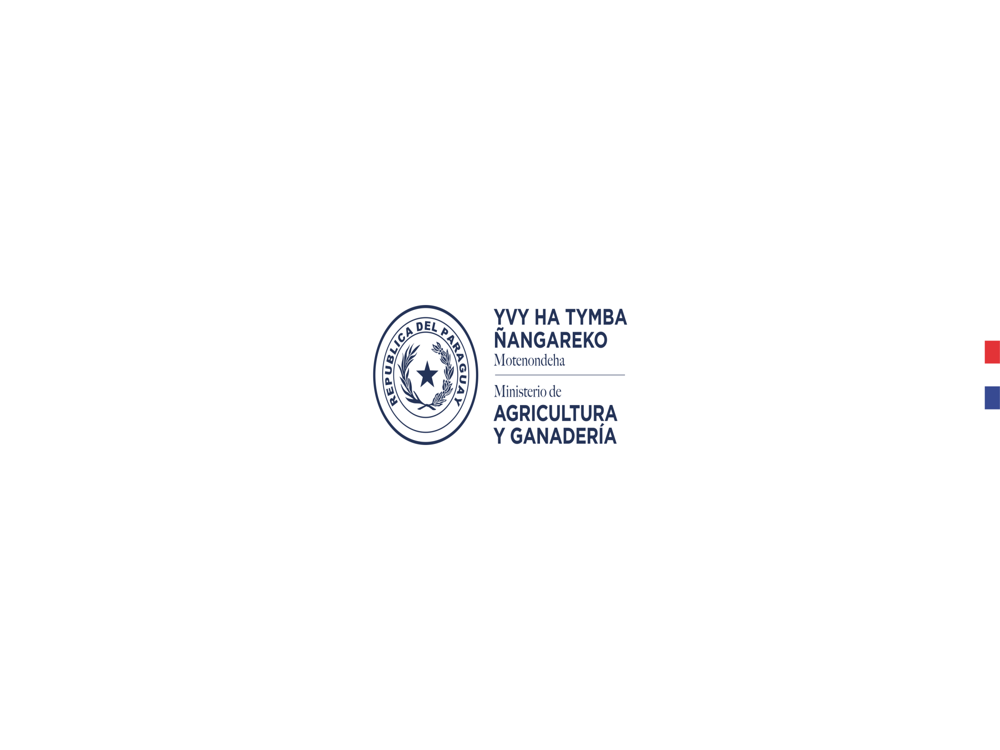 REPUBLICA DEL PARAGUAY
YVY HA TYMBA
ÑANGAREKO
Motenondeha
Ministerio de
AGRICULTURA
Y GANADERÍA